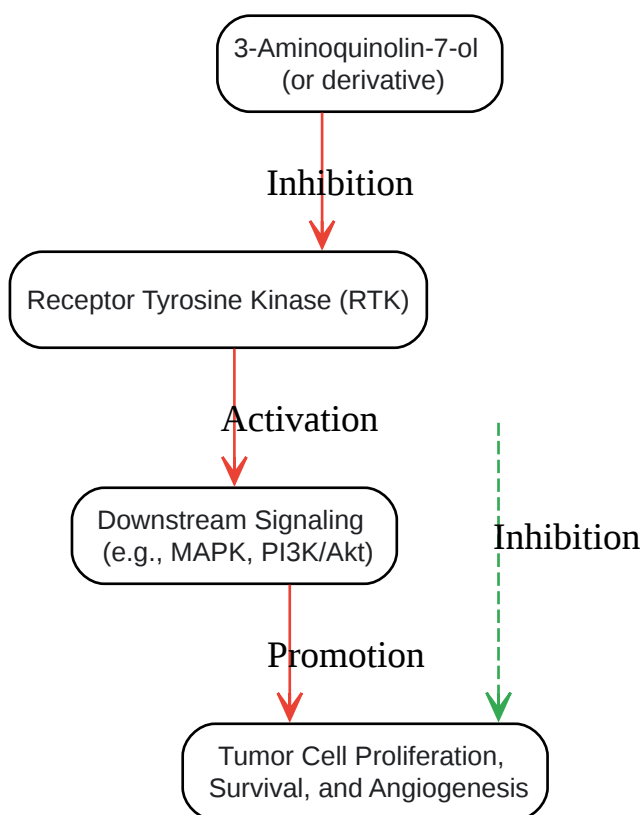 3-Aminoquinolin-7-ol
(or derivative)
Inhibition
Receptor Tyrosine Kinase (RTK)
Activation
Downstream Signaling
(e.g., MAPK, PI3K/Akt)
Inhibition
Promotion
Tumor Cell Proliferation,
Survival, and Angiogenesis